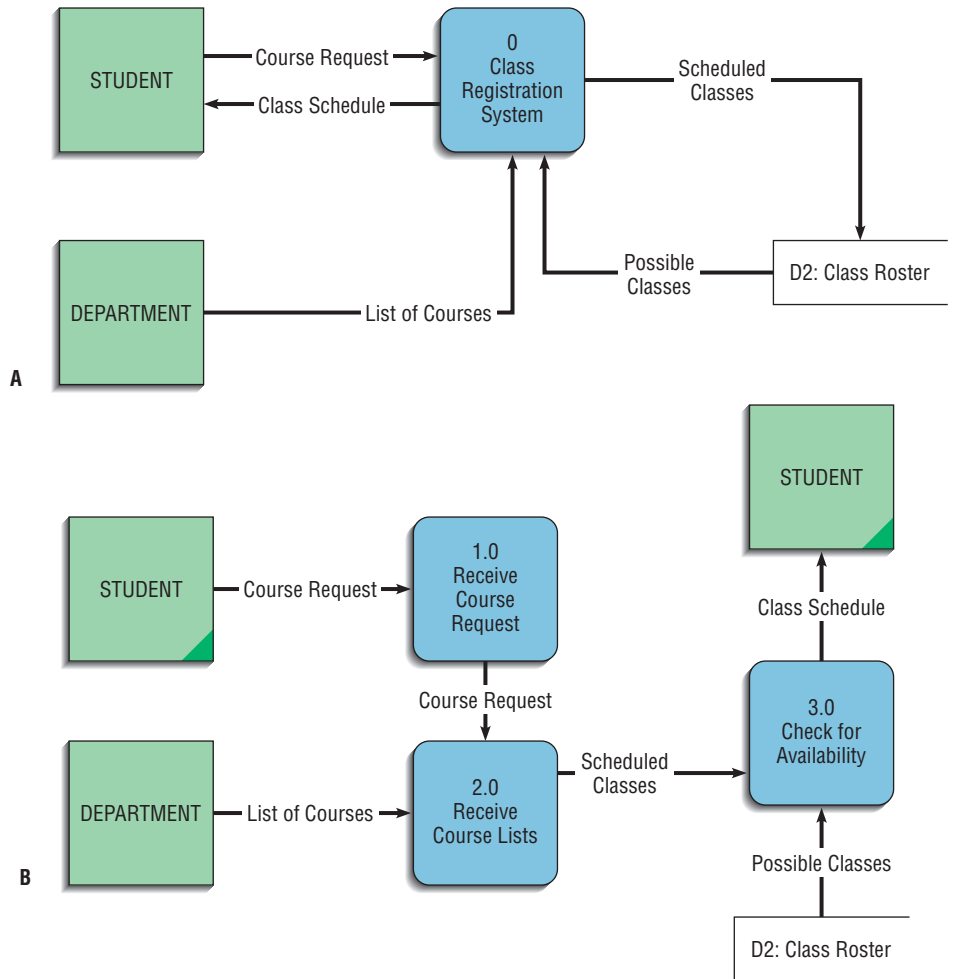 STUDENT
Course Request
Class Schedule
0
Class
Registration
System
Scheduled
Classes
DEPARTMENT
List of Courses
Possible
Classes
D2: Class Roster
A
STUDENT
Course Request
1.0
Receive
Course
Request
STUDENT
Class Schedule
Course Request
DEPARTMENT
List of Courses
2.0
Receive
Course Lists
Scheduled
Classes
3.0
Check for
Availability
Possible Classes
B
D2: Class Roster